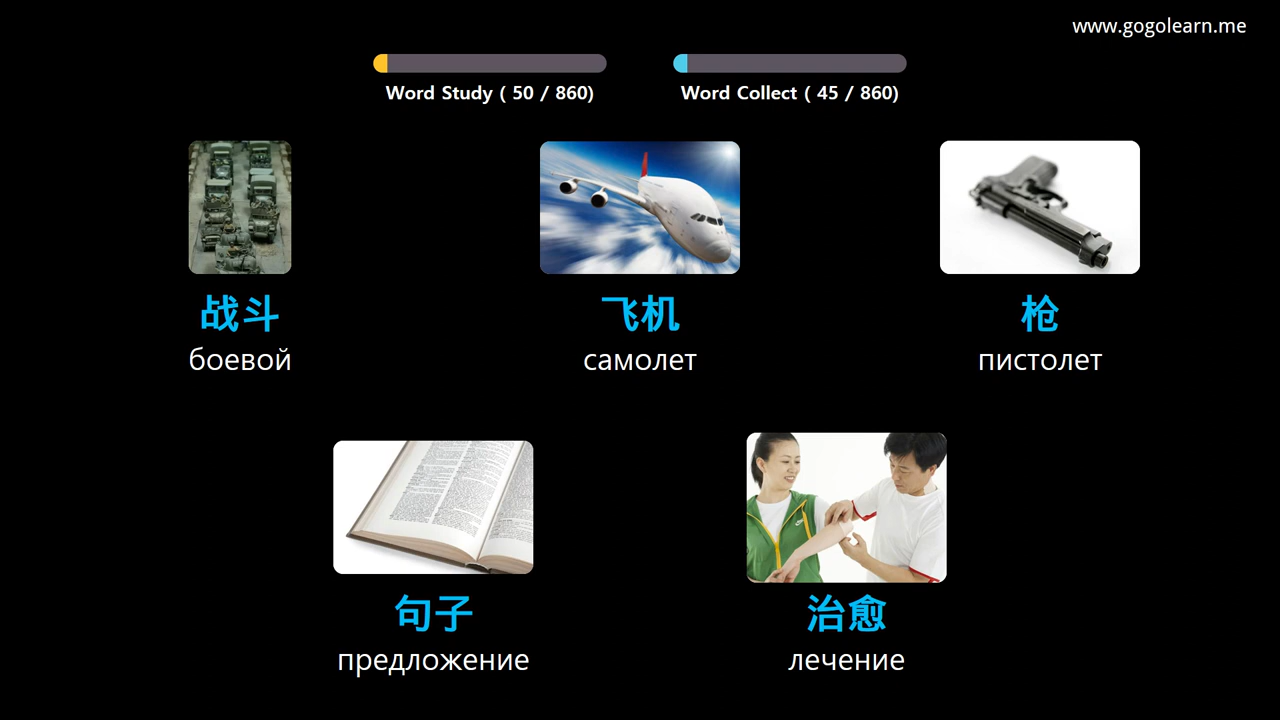 www.gogolearn.me
Word Study ( 50 / 860)
Word Collect ( 45 / 860)
战斗
боевой
飞机
самолет
枪
пистолет
句子
предложение
治愈
лечение